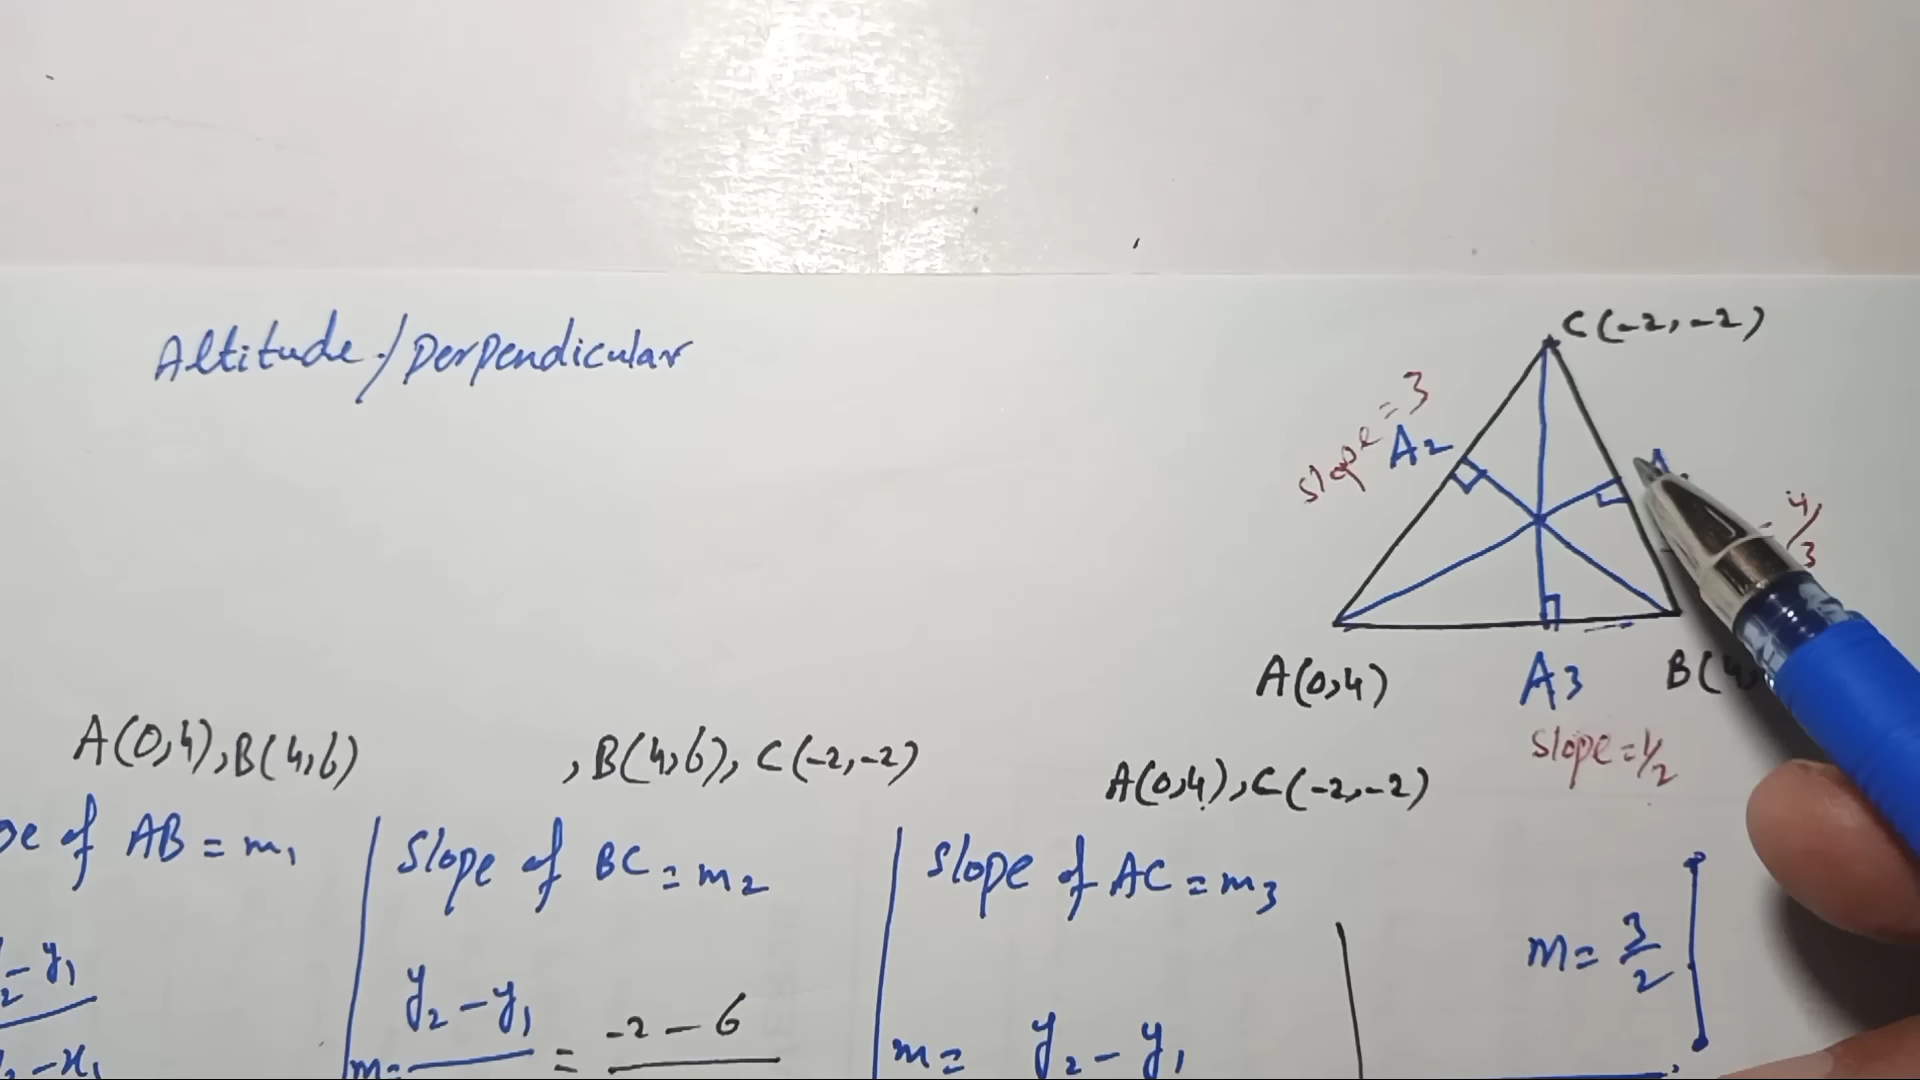 Altitude/perpendicular
C(-2,-2)
Slope = 3
A2
4/3
A(0,4)
A3
Slope = 1/2
A(0,4), B(4,6)
, B(4,6), C(-2,-2)
A(0,4), C(-2,-2)
of AB = m1
Slope of BC = m2
Slope of AC = m3
m = 3/2
- y1
y2 - y1
m = = -2 - 6
m = y2 - y1
- x1